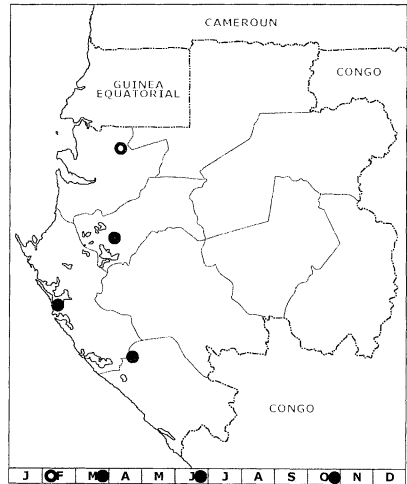 CAMEROUN
GUINEA
EQUATORIAL
CONGO
CONGO
J F M A M J J A S O N D